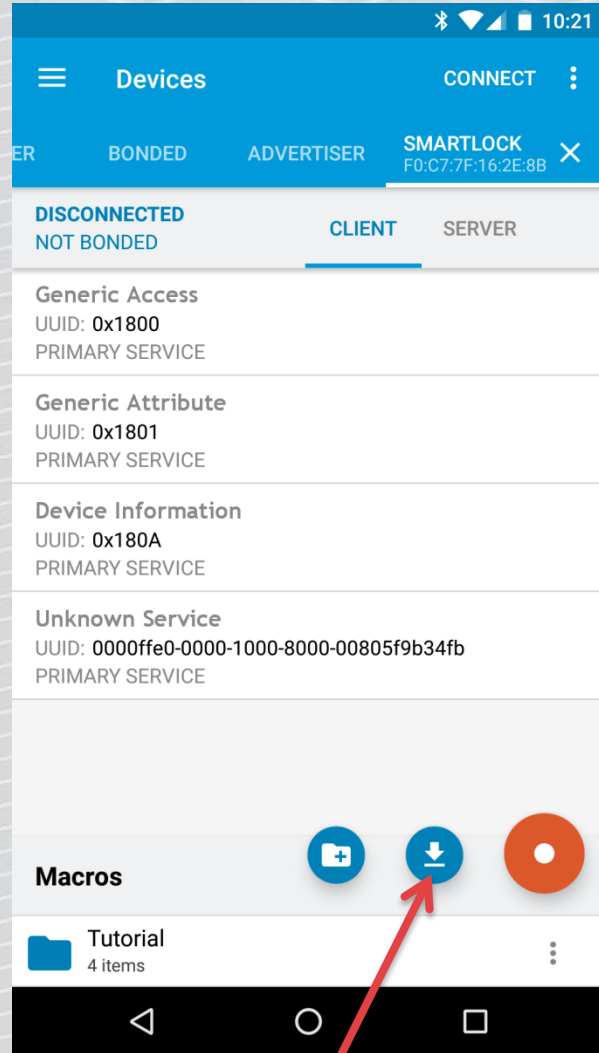 10:21
Devices CONNECT
ER BONDED ADVERTISER SMARTLOCK
F0:C7:7F:16:2E:8B
DISCONNECTED
NOT BONDED
CLIENT SERVER
Generic Access
UUID: 0x1800
PRIMARY SERVICE
Generic Attribute
UUID: 0x1801
PRIMARY SERVICE
Device Information
UUID: 0x180A
PRIMARY SERVICE
Unknown Service
UUID: 0000ffe0-0000-1000-8000-00805f9b34fb
PRIMARY SERVICE
Macros
Tutorial
4 items